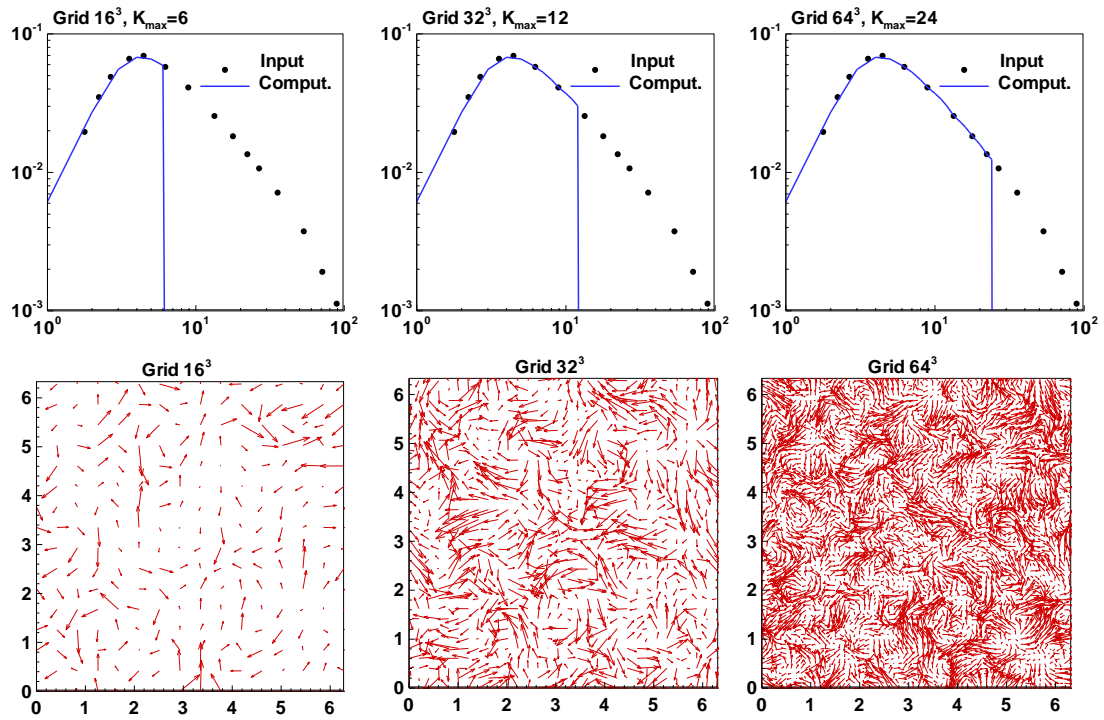 Grid 16³, Kmax=6
Grid 32³, Kmax=12
Grid 64³, Kmax=24
10⁻¹
10⁻²
10⁻³
10⁰
10¹
10²
Input
Comput.
10⁻¹
10⁻²
10⁻³
10⁰
10¹
10²
Input
Comput.
10⁻¹
10⁻²
10⁻³
10⁰
10¹
10²
Input
Comput.
Grid 16³
6
5
4
3
2
1
0
0 1 2 3 4 5 6
Grid 32³
6
5
4
3
2
1
0
0 1 2 3 4 5 6
Grid 64³
6
5
4
3
2
1
0
0 1 2 3 4 5 6